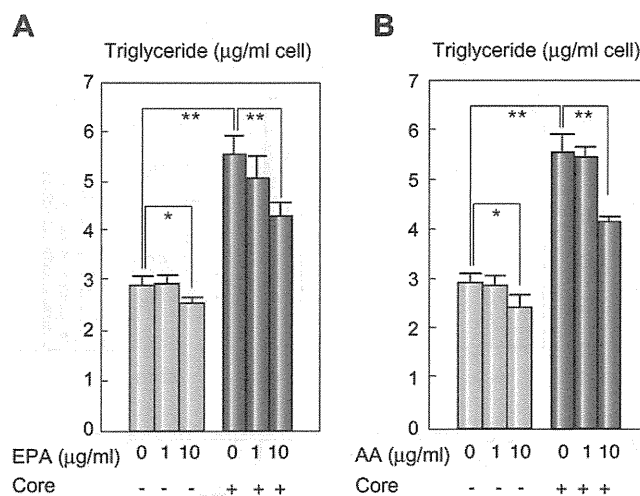 A
Triglyceride (µg/ml cell)
7
6
5
4
3
2
1
0
**
**
*
EPA (µg/ml) 0 1 10 0 1 10
Core - - - + + +
B
Triglyceride (µg/ml cell)
7
6
5
4
3
2
1
0
**
**
*
AA (µg/ml) 0 1 10 0 1 10
Core - - - + + +